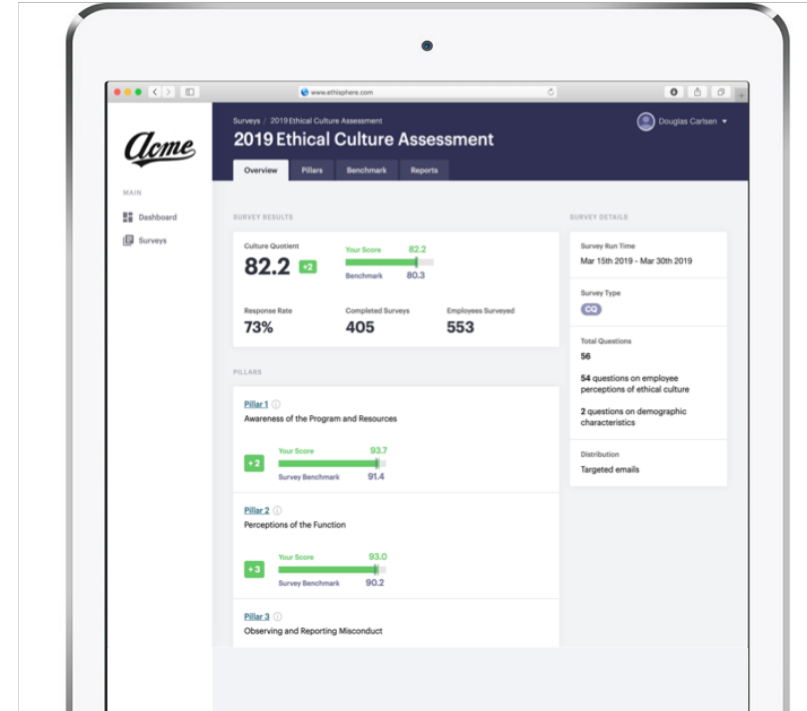 www.ethisphere.com
Acme
MAIN
Dashboard
Surveys
Surveys / 2019 Ethical Culture Assessment
2019 Ethical Culture Assessment
Douglas Carlsen
Overview Pillars Benchmark Reports
SURVEY RESULTS
Culture Quotient
82.2 +2
Your Score 82.2
Benchmark 80.3
Response Rate
73%
Completed Surveys
405
Employees Surveyed
553
PILLARS
Pillar 1
Awareness of the Program and Resources
+2
Your Score 93.7
Survey Benchmark 91.4
Pillar 2
Perceptions of the Function
+3
Your Score 93.0
Survey Benchmark 90.2
Pillar 3
Observing and Reporting Misconduct
SURVEY DETAILS
Survey Run Time
Mar 15th 2019 - Mar 30th 2019
Survey Type
CQ
Total Questions
56
54 questions on employee
perceptions of ethical culture
2 questions on demographic
characteristics
Distribution
Targeted emails